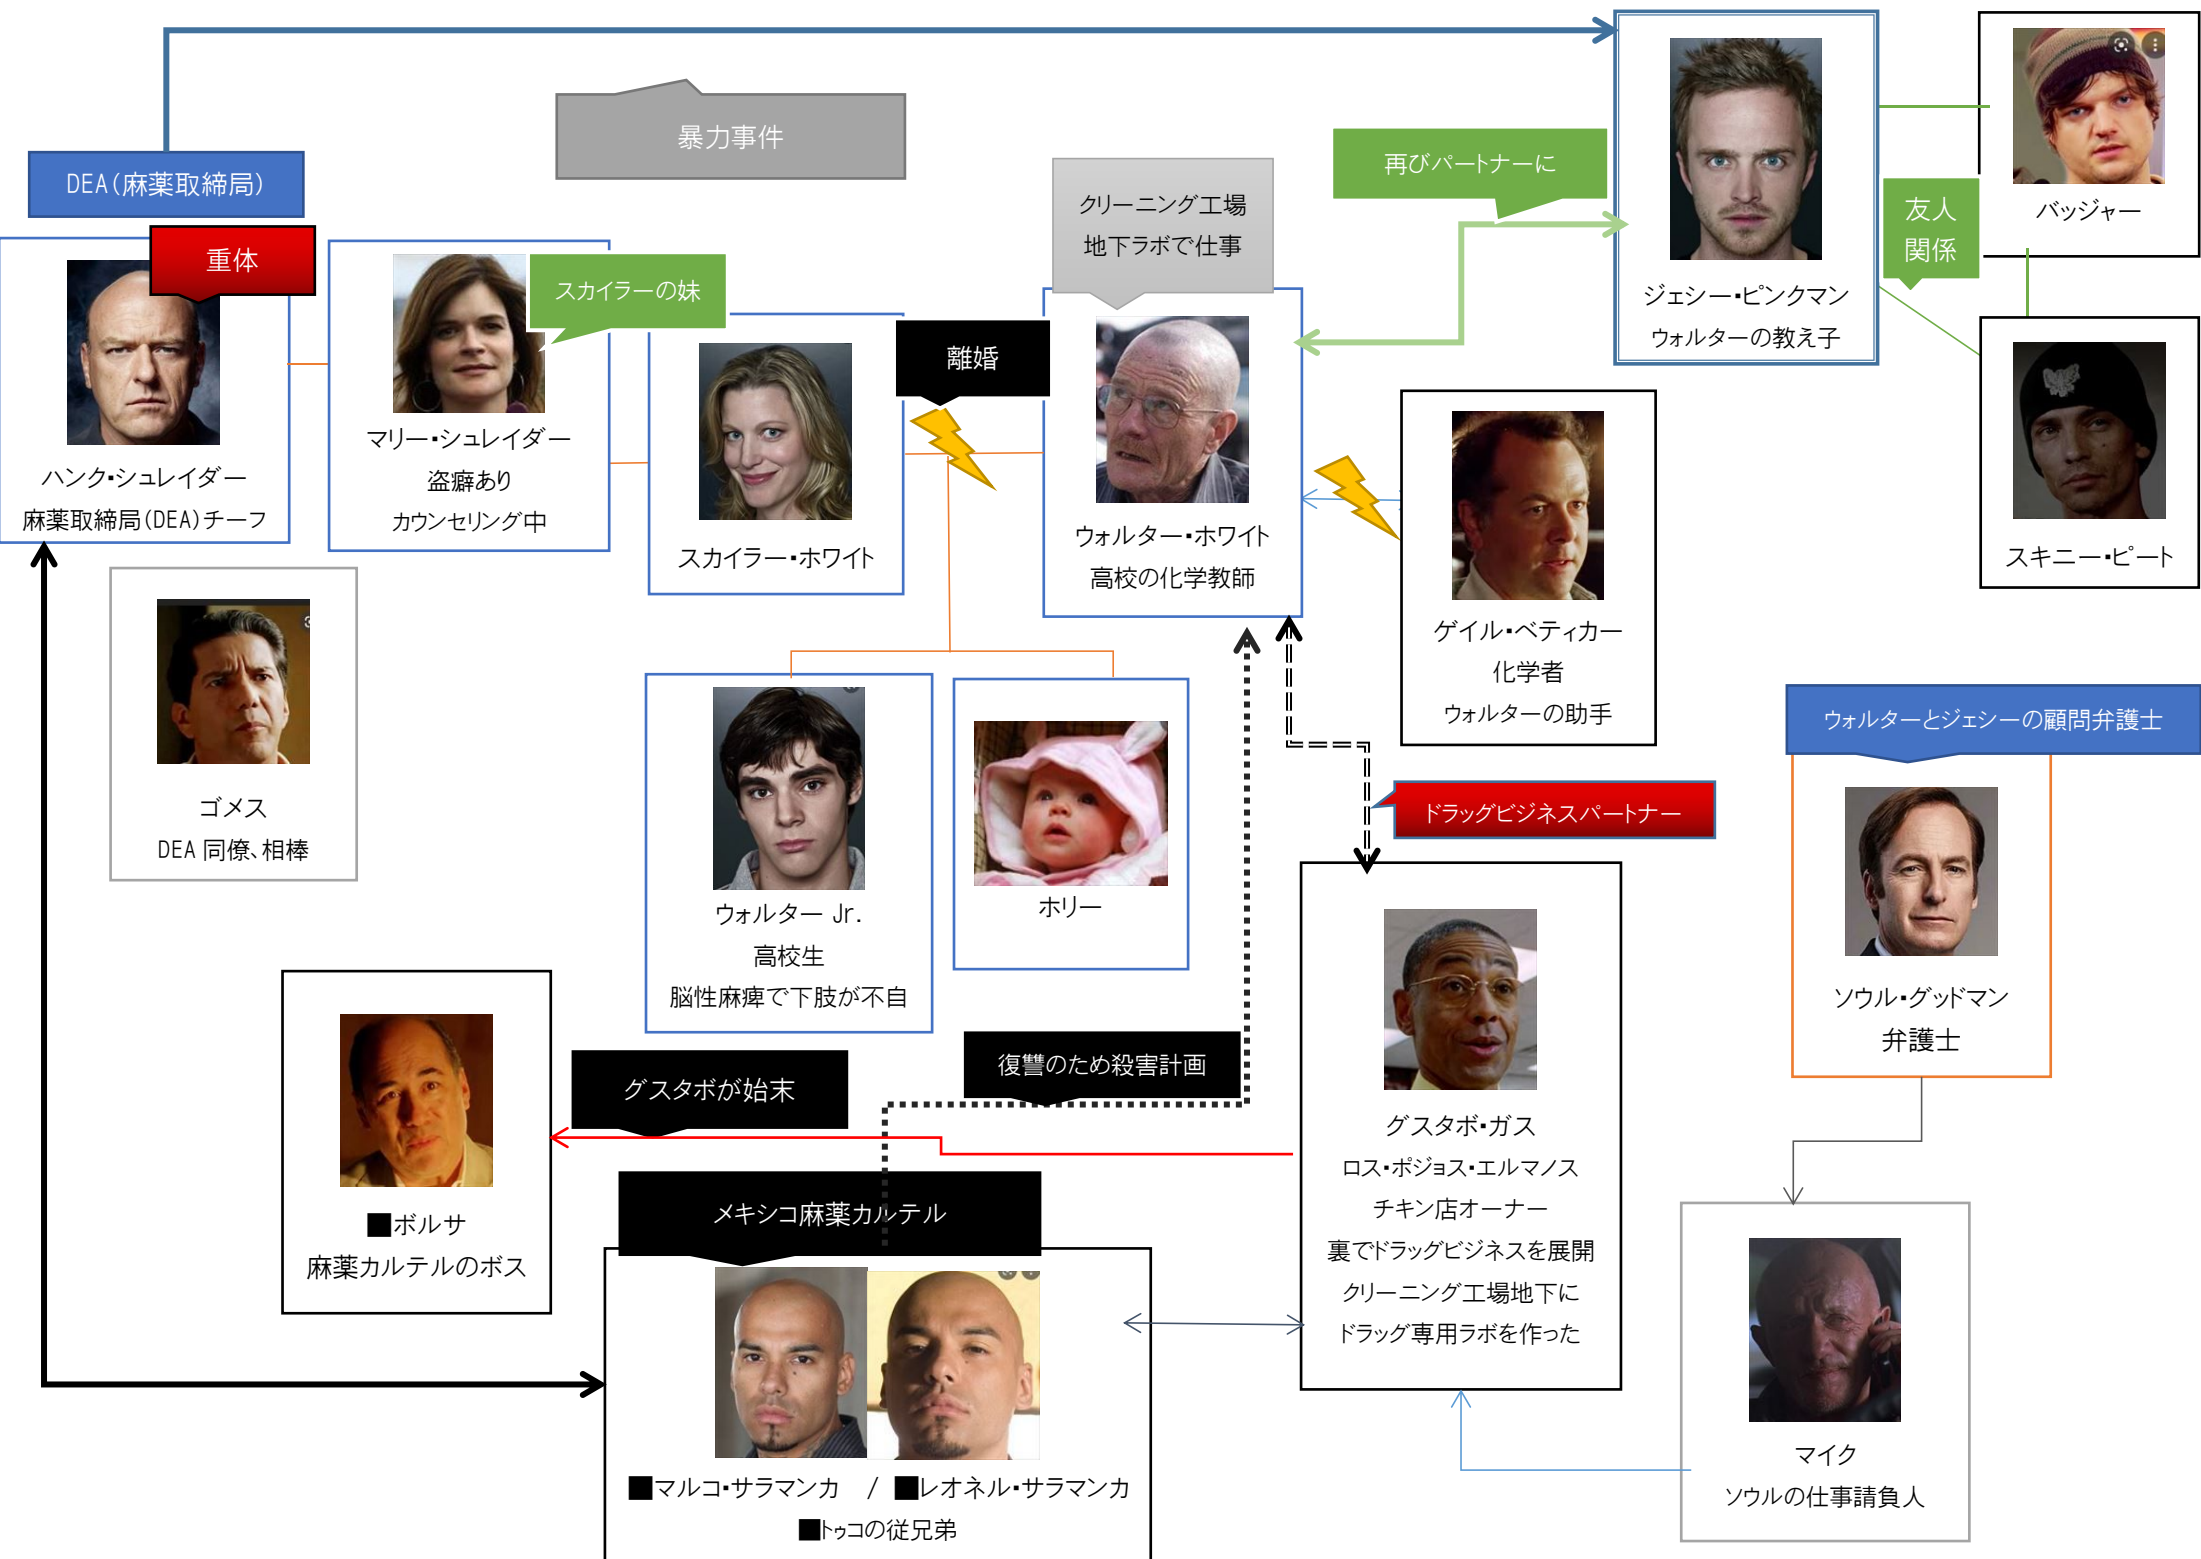 暴力事件
DEA(麻薬取締局)
重体
ハンク・シュレイダー
麻薬取締局(DEA)チーフ
マリー・シュレイダー
盗癖あり
カウンセリング中
スカイラーの妹
スカイラー・ホワイト
離婚
クリーニング工場
地下ラボで仕事
ウォルター・ホワイト
高校の化学教師
再びパートナーに
ジェシー・ピンクマン
ウォルターの教え子
友人
関係
バッジャー
スキニー・ピート
ゲイル・ベティカー
化学者
ウォルターの助手
ゴメス
DEA 同僚、相棒
ウォルター Jr.
高校生
脳性麻痺で下肢が不自
ホリー
ウォルターとジェシーの顧問弁護士
ソウル・グッドマン
弁護士
ドラッグビジネスパートナー
グスタボ・ガス
ロス・ポジョス・エルマノス
チキン店オーナー
裏でドラッグビジネスを展開
クリーニング工場地下に
ドラッグ専用ラボを作った
復讐のため殺害計画
グスタボが始末
■ボルサ
麻薬カルテルのボス
メキシコ麻薬カルテル
■マルコ・サラマンカ / ■レオネル・サラマンカ
■トゥコの従兄弟
マイク
ソウルの仕事請負人